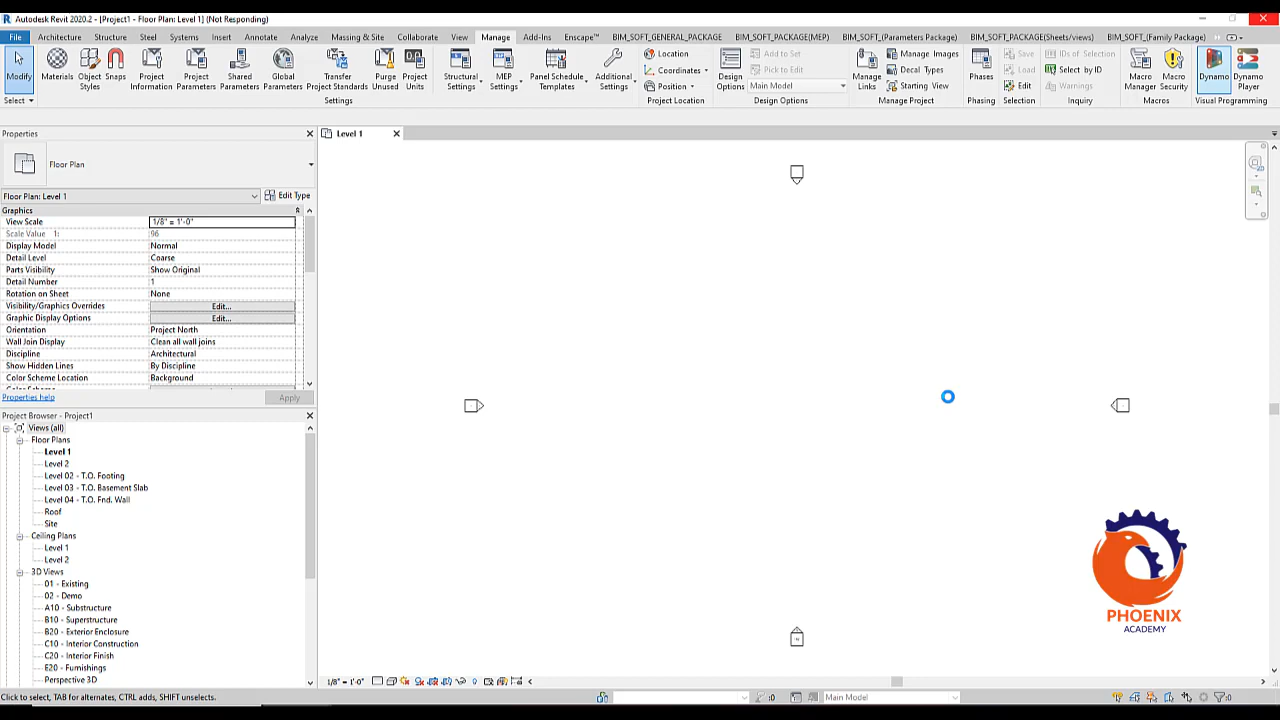 Autodesk Revit 2020.2 - [Project1 - Floor Plan: Level 1] (Not Responding)
File Architecture Structure Steel Systems Insert Annotate Analyze Massing & Site Collaborate View Manage Add-Ins Enscape™ BIM_SOFT_GENERAL_PACKAGE BIM_SOFT_PACKAGE(MEP) BIM_SOFT_(Parameters Package) BIM_SOFT_PACKAGE(Sheets/views) BIM_SOFT_(Family Package)
Modify
Select
Materials
Object Styles
Snaps
Project Information
Project Parameters
Shared Parameters
Global Parameters
Transfer Project Standards
Purge Unused
Project Units
Structural Settings
MEP Settings
Panel Schedule Templates
Additional Settings
Settings
Location
Coordinates
Position
Project Location
Design Options
Add to Set
Pick to Edit
Main Model
Design Options
Manage Links
Manage Images
Decal Types
Starting View
Manage Project
Phases
Phasing
Save
Load
Edit
Selection
IDs of Selection
Select by ID
Warnings
Inquiry
Macro Manager
Macro Security
Macros
Dynamo
Dynamo Player
Visual Programming
Properties
Floor Plan
Floor Plan: Level 1 Edit Type
Graphics
View Scale 1/8" = 1'-0"
Scale Value 1: 96
Display Model Normal
Detail Level Coarse
Parts Visibility Show Original
Detail Number 1
Rotation on Sheet None
Visibility/Graphics Overrides Edit...
Graphic Display Options Edit...
Orientation Project North
Wall Join Display Clean all wall joins
Discipline Architectural
Show Hidden Lines By Discipline
Color Scheme Location Background
Properties help Apply
Project Browser - Project1
Views (all)
Floor Plans
Level 1
Level 2
Level 02 - T.O. Footing
Level 03 - T.O. Basement Slab
Level 04 - T.O. Fnd. Wall
Roof
Site
Ceiling Plans
Level 1
Level 2
3D Views
01 - Existing
02 - Demo
A10 - Substructure
B10 - Superstructure
B20 - Exterior Enclosure
C10 - Interior Construction
C20 - Interior Finish
E20 - Furnishings
Perspective 3D
Level 1
PHOENIX
ACADEMY
1/8" = 1'-0"
Click to select, TAB for alternates, CTRL adds, SHIFT unselects.
:0
Main Model
:0